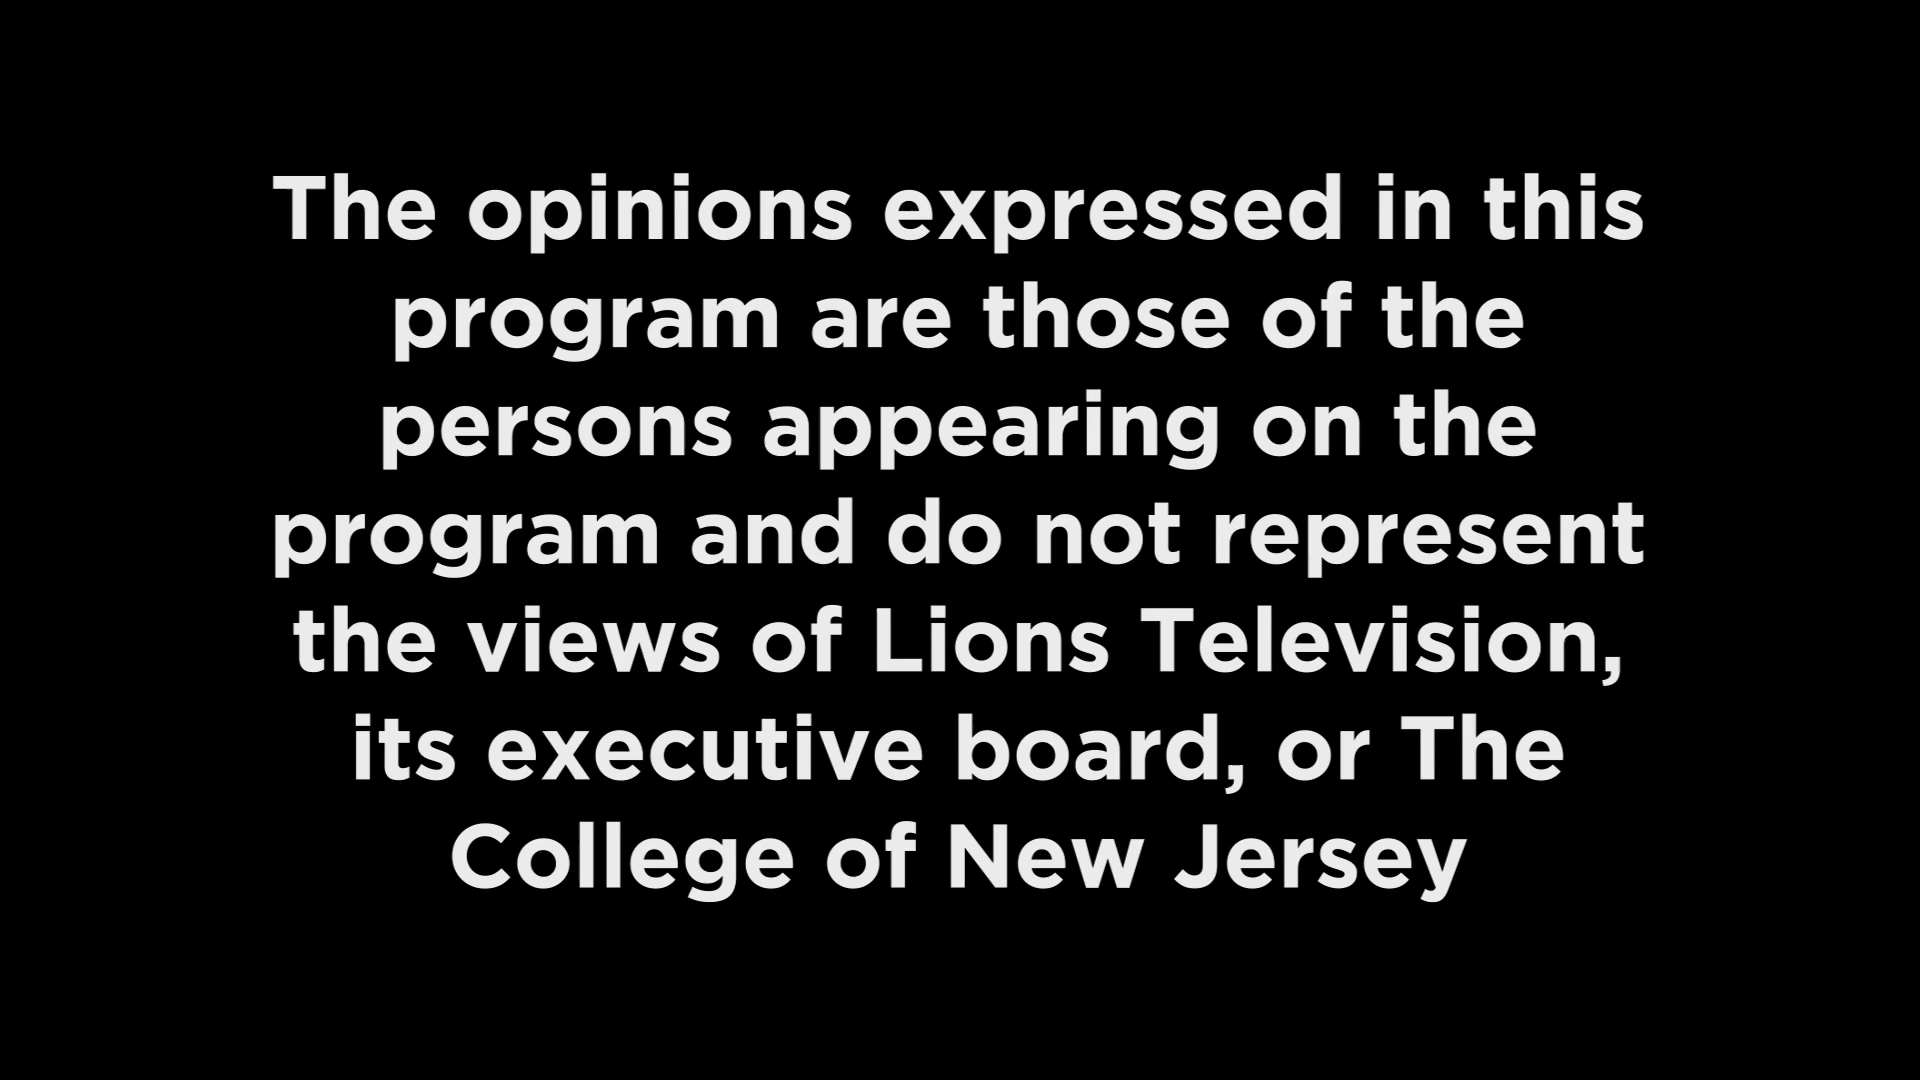 The opinions expressed in this
program are those of the
persons appearing on the
program and do not represent
the views of Lions Television,
its executive board, or The
College of New Jersey